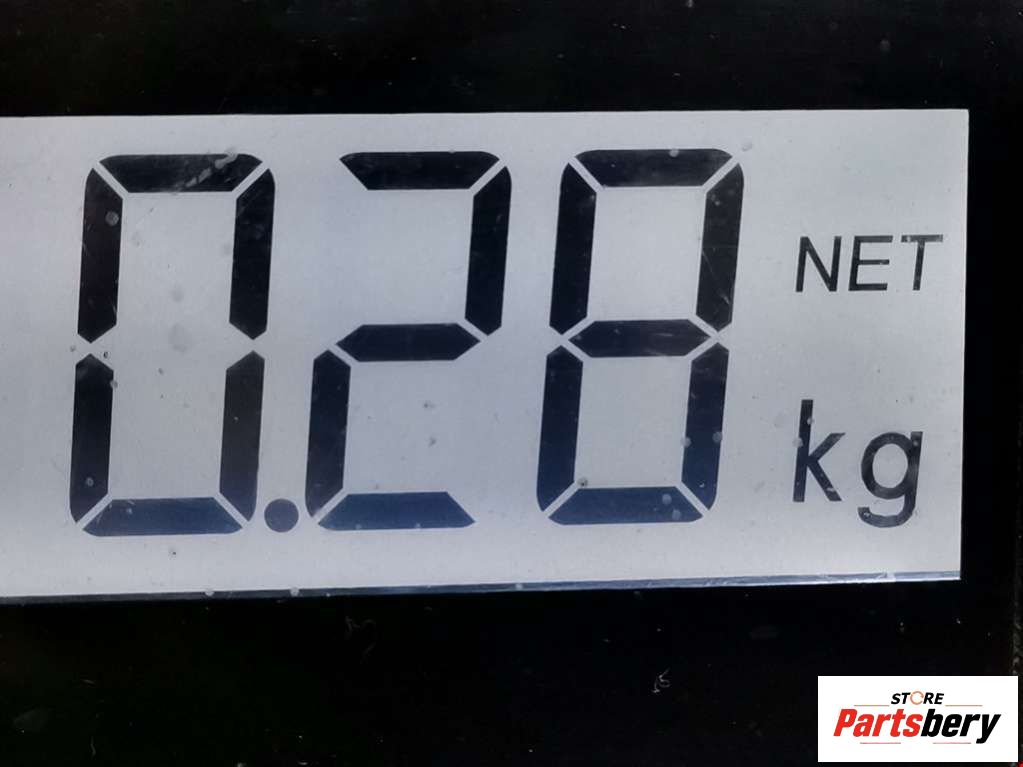 0.28 NET
kg
STORE
Partsbery